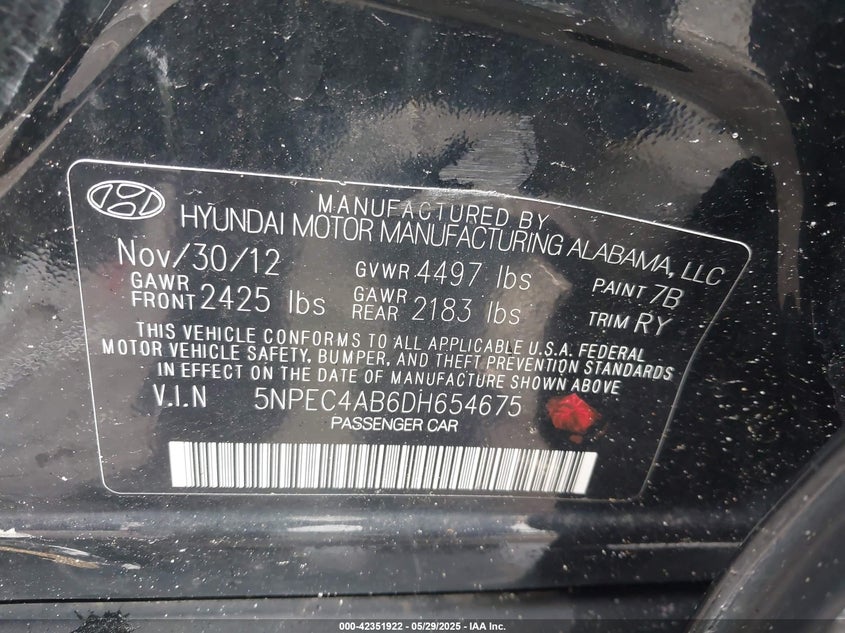 MANUFACTURED BY
HYUNDAI MOTOR MANUFACTURING ALABAMA, LLC
Nov/30/12 GVWR 4497 lbs PAINT 7B
GAWR FRONT 2425 lbs GAWR REAR 2183 lbs TRIM RY
THIS VEHICLE CONFORMS TO ALL APPLICABLE U.S.A. FEDERAL
MOTOR VEHICLE SAFETY, BUMPER, AND THEFT PREVENTION STANDARDS
IN EFFECT ON THE DATE OF MANUFACTURE SHOWN ABOVE
V.I.N 5NPEC4AB6DH654675
PASSENGER CAR
000-42351922 - 05/29/2025 - IAA Inc.